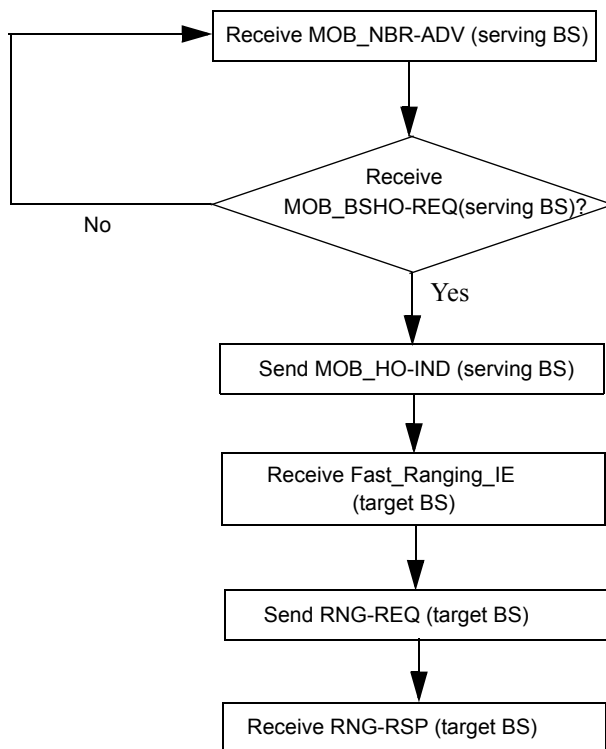 Receive MOB_NBR-ADV (serving BS)
Receive
MOB_BSHO-REQ(serving BS)?
No
Yes
Send MOB_HO-IND (serving BS)
Receive Fast_Ranging_IE
(target BS)
Send RNG-REQ (target BS)
Receive RNG-RSP (target BS)